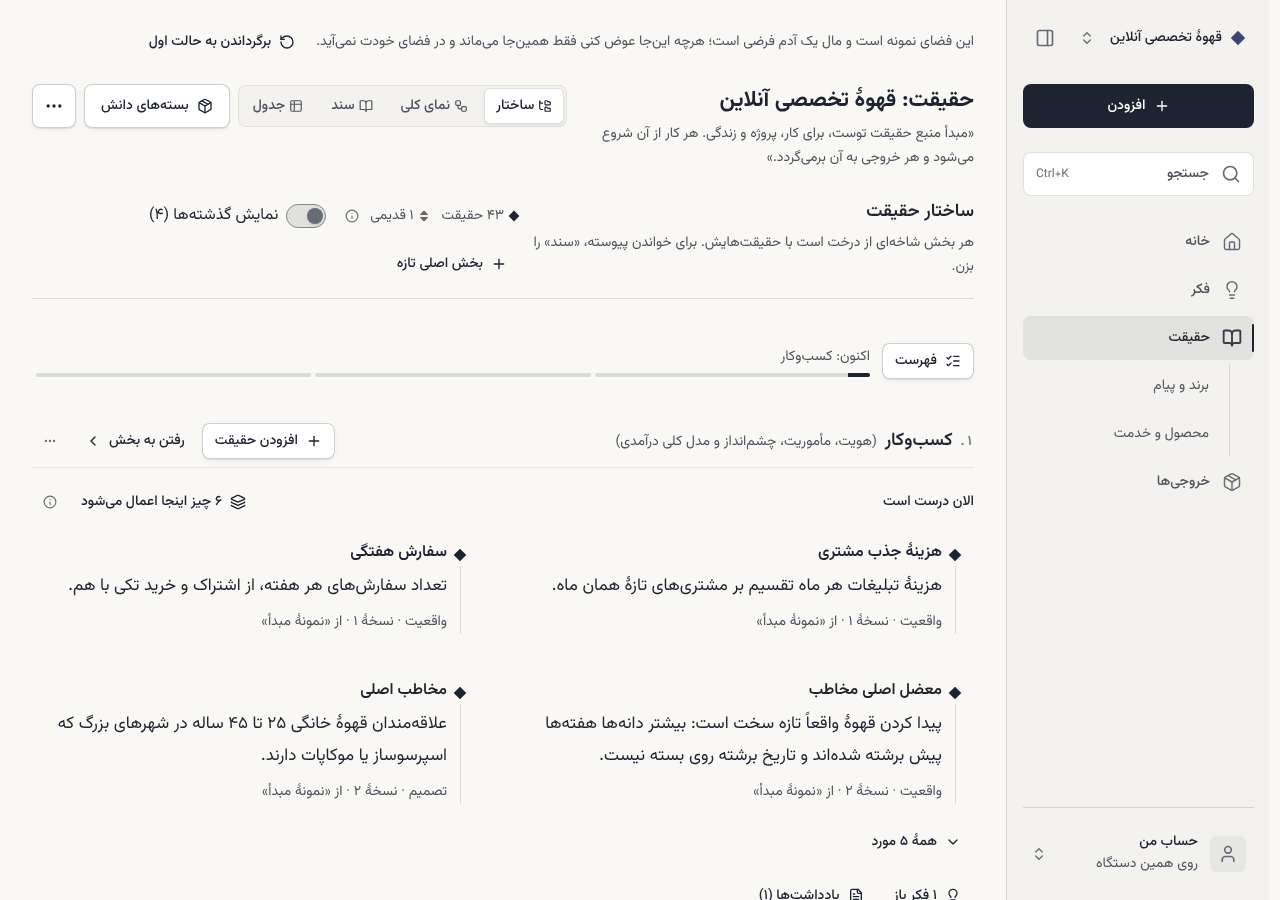 قهوهٔ تخصصی آنلاین
افزودن
جستجو
Ctrl+K
خانه
فکر
حقیقت
برند و پیام
محصول و خدمت
خروجی‌ها
حساب من
روی همین دستگاه
این فضای نمونه است و مال یک آدم فرضی است؛ هرچه این‌جا عوض کنی فقط همین‌جا می‌ماند و در فضای خودت نمی‌آید.
برگرداندن به حالت اول
حقیقت: قهوهٔ تخصصی آنلاین
«مبدأ منبع حقیقت توست، برای کار، پروژه و زندگی. هر کار از آن شروع
می‌شود و هر خروجی به آن برمی‌گردد.»
ساختار
نمای کلی
سند
جدول
بسته‌های دانش
ساختار حقیقت
هر بخش شاخه‌ای از درخت است با حقیقت‌هایش. برای خواندن پیوسته، «سند» را
بزن.
۴۳ حقیقت
۱ قدیمی
نمایش گذشته‌ها (۴)
بخش اصلی تازه
فهرست
اکنون: کسب‌وکار
۱. کسب‌وکار (هویت، مأموریت، چشم‌انداز و مدل کلی درآمدی)
افزودن حقیقت
رفتن به بخش
الان درست است
۶ چیز اینجا اعمال می‌شود
هزینهٔ جذب مشتری
هزینهٔ تبلیغات هر ماه تقسیم بر مشتری‌های تازهٔ همان ماه.
واقعیت · نسخهٔ ۱ · از «نمونهٔ مبدأ»
سفارش هفتگی
تعداد سفارش‌های هر هفته، از اشتراک و خرید تکی با هم.
واقعیت · نسخهٔ ۱ · از «نمونهٔ مبدأ»
معضل اصلی مخاطب
پیدا کردن قهوهٔ واقعاً تازه سخت است: بیشتر دانه‌ها هفته‌ها
پیش برشته شده‌اند و تاریخ برشته روی بسته نیست.
واقعیت · نسخهٔ ۲ · از «نمونهٔ مبدأ»
مخاطب اصلی
علاقه‌مندان قهوهٔ خانگی ۲۵ تا ۴۵ ساله در شهرهای بزرگ که
اسپرسوساز یا موکاپات دارند.
تصمیم · نسخهٔ ۲ · از «نمونهٔ مبدأ»
همهٔ ۵ مورد
۱ فکر باز
یادداشت‌ها (۱)